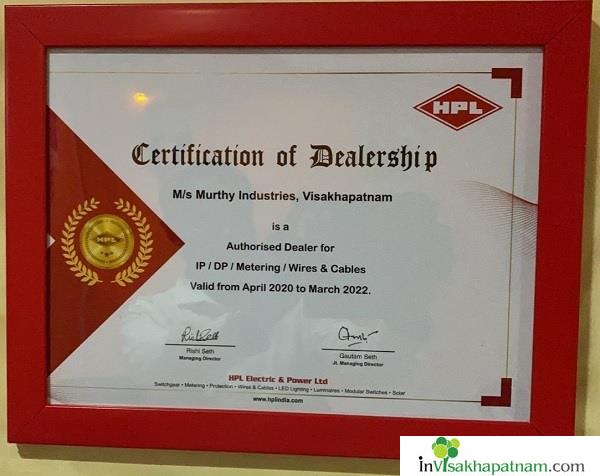 HPL
Certification of Dealership
M/s Murthy Industries, Visakhapatnam
is a
Authorised Dealer for
IP / DP / Metering / Wires & Cables
Valid from April 2020 to March 2022.
HPL
Rishi Seth
Managing Director
Gautam Seth
Jt. Managing Director
HPL Electric & Power Ltd
Switchgear • Metering • Protection • Wires & Cables • LED Lighting • Luminaires • Modular Switches • Solar
www.hplindia.com
inVisakhapatnam.com